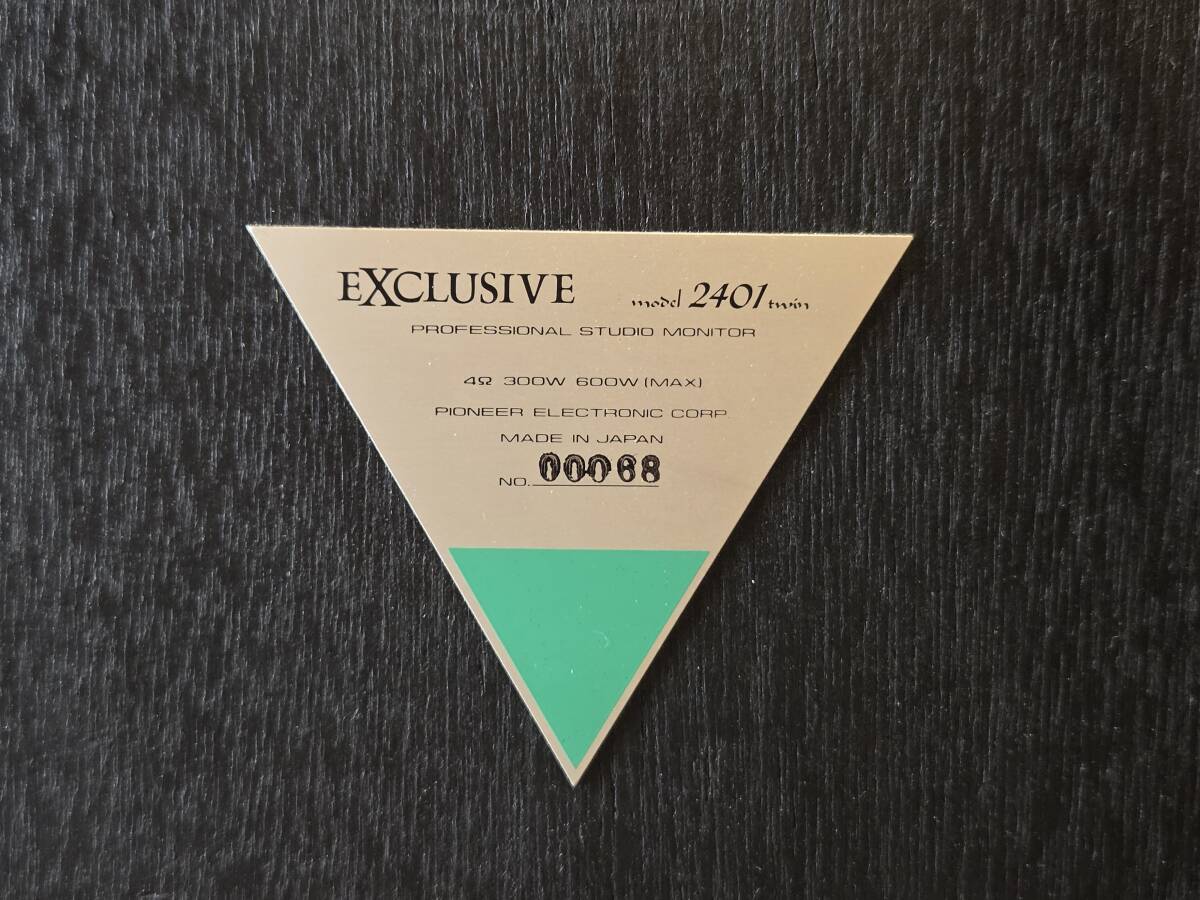 EXCLUSIVE model 2401 twin
PROFESSIONAL STUDIO MONITOR
4Ω 300W 600W (MAX)
PIONEER ELECTRONIC CORP.
MADE IN JAPAN
NO. 00068